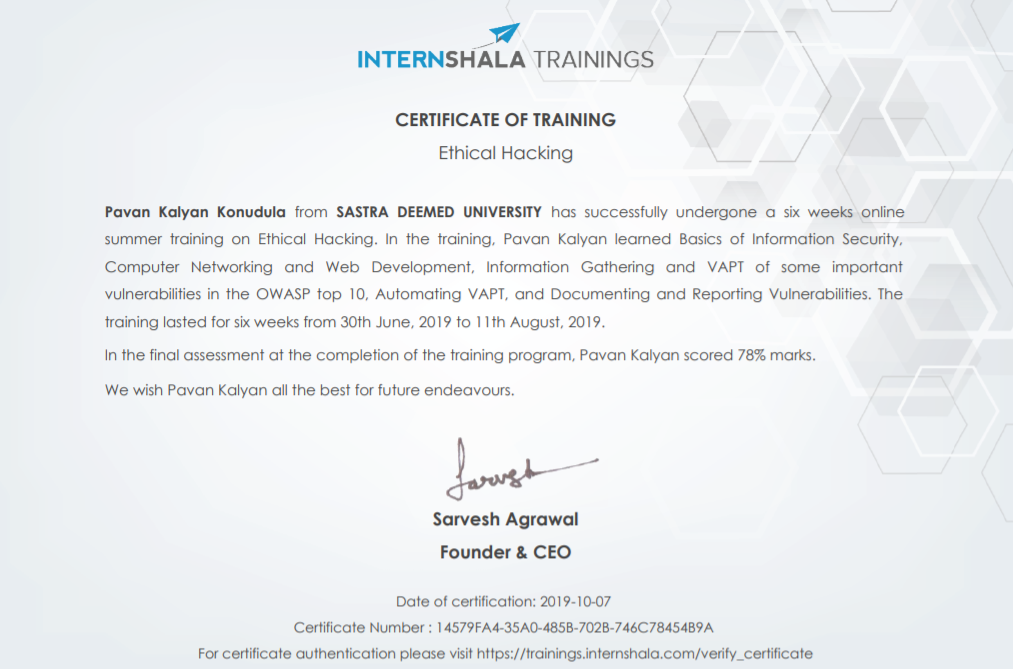 INTERNSHALA TRAININGS
CERTIFICATE OF TRAINING
Ethical Hacking
Pavan Kalyan Konudula from SASTRA DEEMED UNIVERSITY has successfully undergone a six weeks online
summer training on Ethical Hacking. In the training, Pavan Kalyan learned Basics of Information Security,
Computer Networking and Web Development, Information Gathering and VAPT of some important
vulnerabilities in the OWASP top 10, Automating VAPT, and Documenting and Reporting Vulnerabilities. The
training lasted for six weeks from 30th June, 2019 to 11th August, 2019.
In the final assessment at the completion of the training program, Pavan Kalyan scored 78% marks.
We wish Pavan Kalyan all the best for future endeavours.
Sarvesh
Sarvesh Agrawal
Founder & CEO
Date of certification: 2019-10-07
Certificate Number : 14579FA4-35A0-485B-702B-746C78454B9A
For certificate authentication please visit https://trainings.internshala.com/verify_certificate